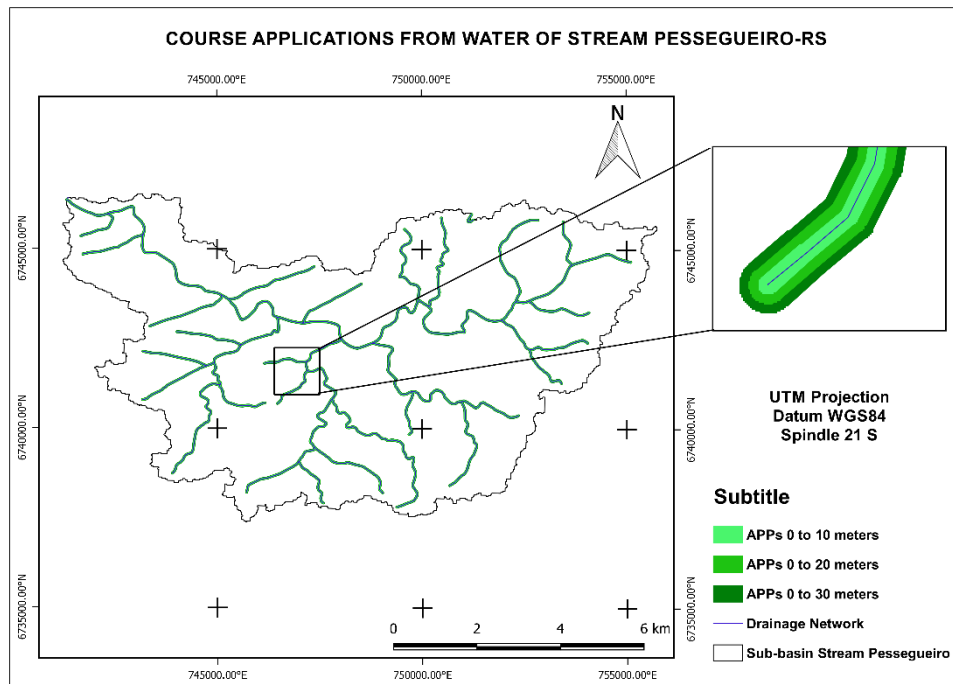 COURSE APPLICATIONS FROM WATER OF STREAM PESSEGUEIRO-RS
745000.00°E 750000.00°E 755000.00°E
N
6745000.00°N 6745000.00°N
6740000.00°N 6740000.00°N
6735000.00°N 6735000.00°N
UTM Projection
Datum WGS84
Spindle 21 S
Subtitle
APPs 0 to 10 meters
APPs 0 to 20 meters
APPs 0 to 30 meters
Drainage Network
Sub-basin Stream Pessegueiro
0 2 4 6 km
745000.00°E 750000.00°E 755000.00°E